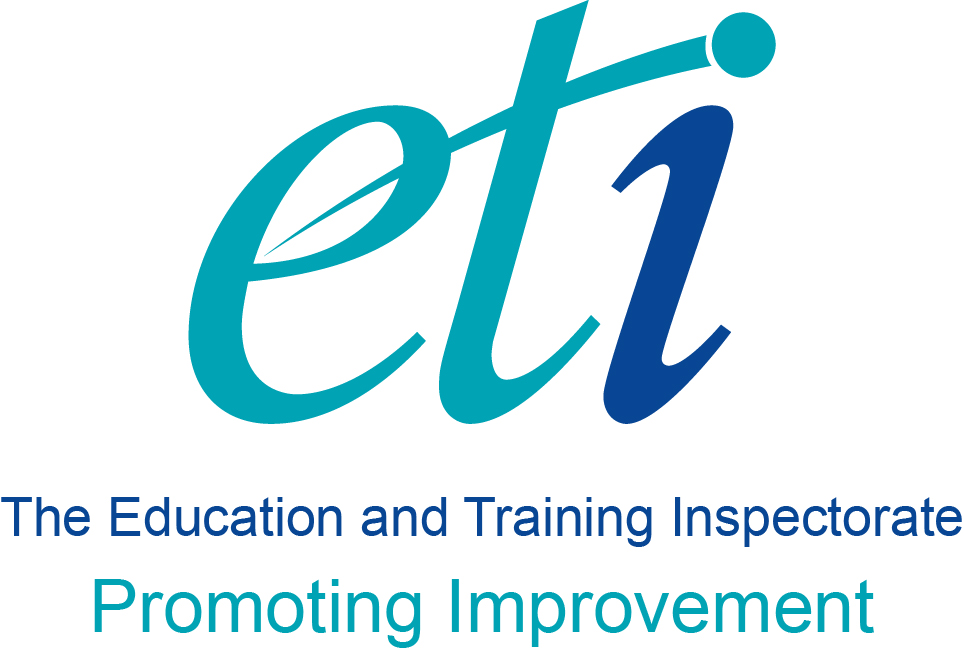 eti
The Education and Training Inspectorate
Promoting Improvement